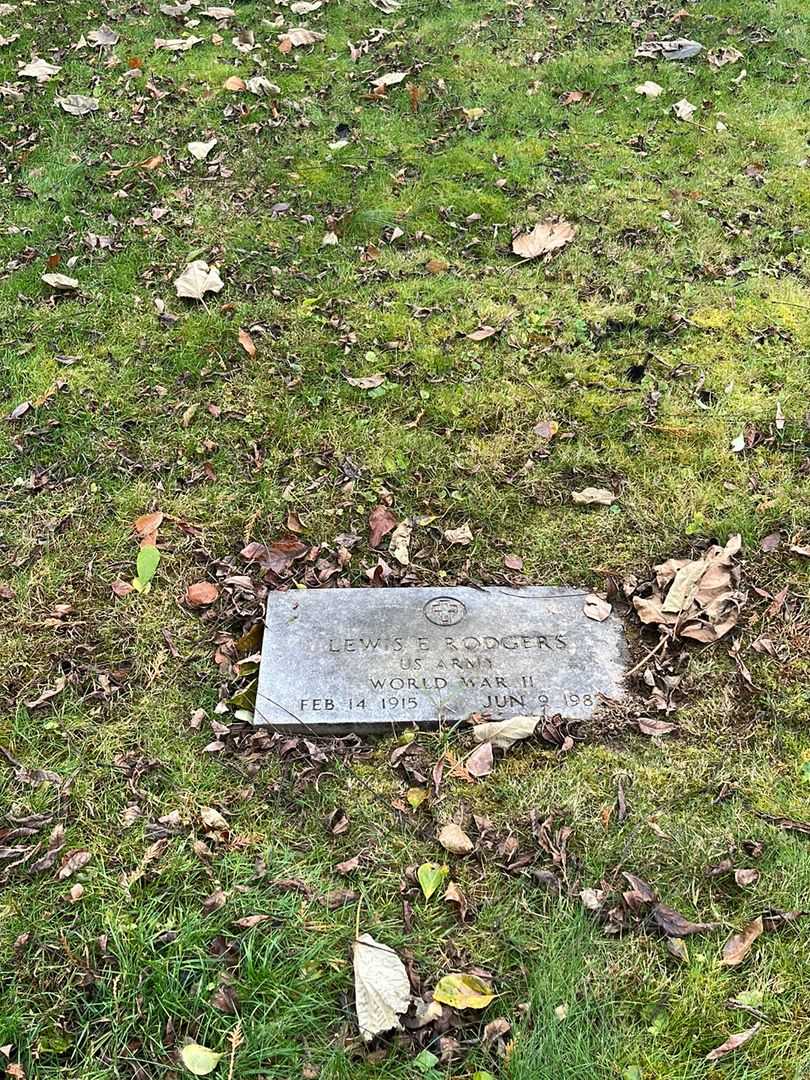 LEWIS E RODGERS
US ARMY
WORLD WAR II
FEB 14 1915 JUN 9